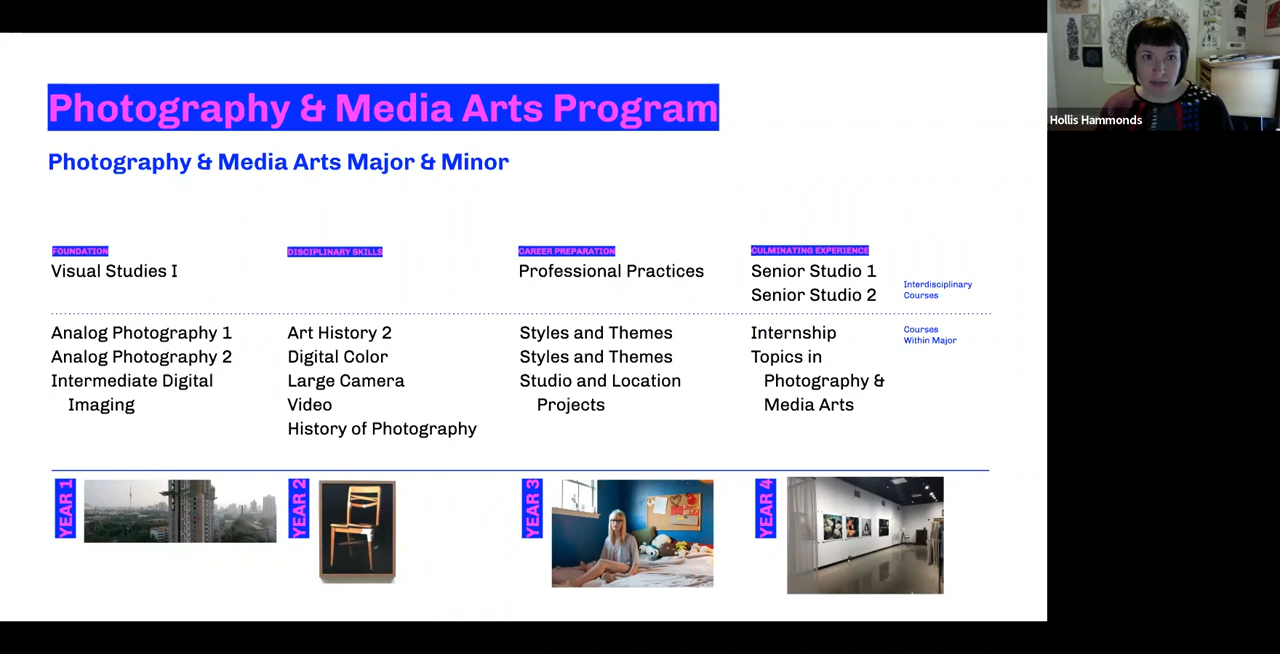 Photography & Media Arts Program
Photography & Media Arts Major & Minor
FOUNDATION
Visual Studies I
DISCIPLINARY SKILLS
CAREER PREPARATION
Professional Practices
CULMINATING EXPERIENCE
Senior Studio 1
Senior Studio 2
Interdisciplinary
Courses
Analog Photography 1
Analog Photography 2
Intermediate Digital
Imaging
Art History 2
Digital Color
Large Camera
Video
History of Photography
Styles and Themes
Styles and Themes
Studio and Location
Projects
Internship
Topics in
Photography &
Media Arts
Courses
Within Major
YEAR 1
YEAR 2
YEAR 3
YEAR 4
Hollis Hammonds